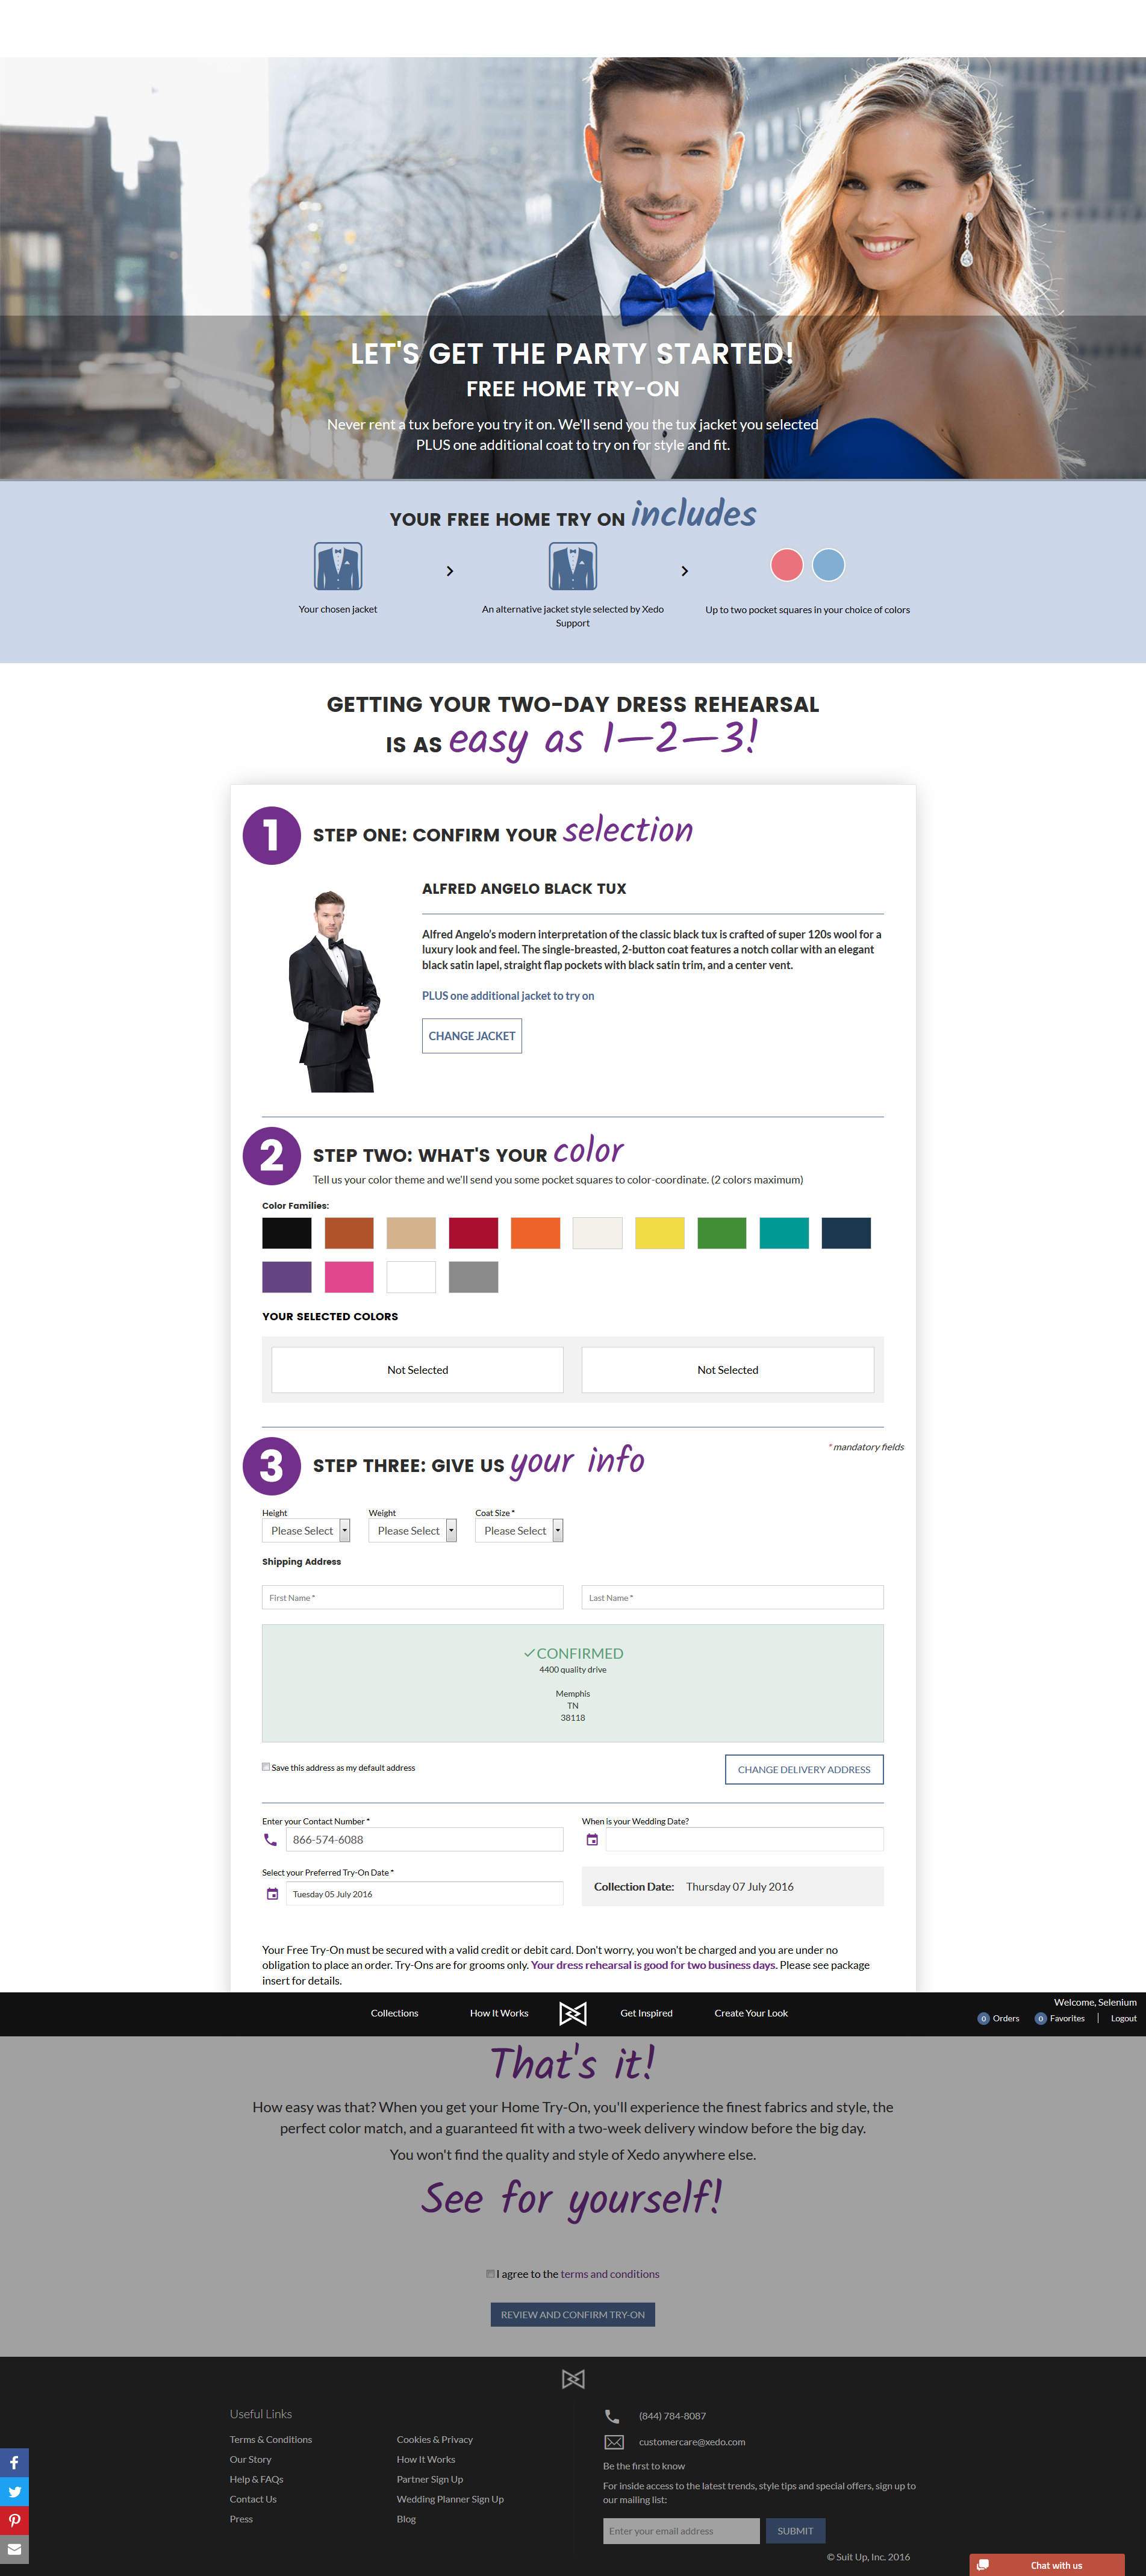 LET'S GET THE PARTY STARTED!
FREE HOME TRY-ON
Never rent a tux before you try it on. We'll send you the tux jacket you selected
PLUS one additional coat to try on for style and fit.
YOUR FREE HOME TRY ON includes
Your chosen jacket
An alternative jacket style selected by Xedo
Support
Up to two pocket squares in your choice of colors
GETTING YOUR TWO-DAY DRESS REHEARSAL
IS AS easy as 1-2-3!
1 STEP ONE: CONFIRM YOUR selection
ALFRED ANGELO BLACK TUX
Alfred Angelo's modern interpretation of the classic black tux is crafted of super 120s wool for a
luxury look and feel. The single-breasted, 2-button coat features a notch collar with an elegant
black satin lapel, straight flap pockets with black satin trim, and a center vent.
PLUS one additional jacket to try on
CHANGE JACKET
2 STEP TWO: WHAT'S YOUR color
Tell us your color theme and we'll send you some pocket squares to color-coordinate. (2 colors maximum)
Color Families:
YOUR SELECTED COLORS
Not Selected Not Selected
* mandatory fields
3 STEP THREE: GIVE US your info
Height Weight Coat Size *
Please Select Please Select Please Select
Shipping Address
First Name * Last Name *
CONFIRMED
4400 quality drive
Memphis
TN
38118
Save this address as my default address
CHANGE DELIVERY ADDRESS
Enter your Contact Number * When is your Wedding Date?
866-574-6088
Select your Preferred Try-On Date *
Tuesday 05 July 2016
Collection Date: Thursday 07 July 2016
Your Free Try-On must be secured with a valid credit or debit card. Don't worry, you won't be charged and you are under no
obligation to place an order. Try-Ons are for grooms only. Your dress rehearsal is good for two business days. Please see package
insert for details.
Collections How It Works Get Inspired Create Your Look
Welcome, Selenium
0 Orders 0 Favorites | Logout
That's it!
How easy was that? When you get your Home Try-On, you'll experience the finest fabrics and style, the
perfect color match, and a guaranteed fit with a two-week delivery window before the big day.
You won't find the quality and style of Xedo anywhere else.
See for yourself!
I agree to the terms and conditions
REVIEW AND CONFIRM TRY-ON
Useful Links
Terms & Conditions
Our Story
Help & FAQs
Contact Us
Press
Cookies & Privacy
How It Works
Partner Sign Up
Wedding Planner Sign Up
Blog
(844) 784-8087
customercare@xedo.com
Be the first to know
For inside access to the latest trends, style tips and special offers, sign up to
our mailing list:
Enter your email address
SUBMIT
© Suit Up, Inc. 2016
Chat with us